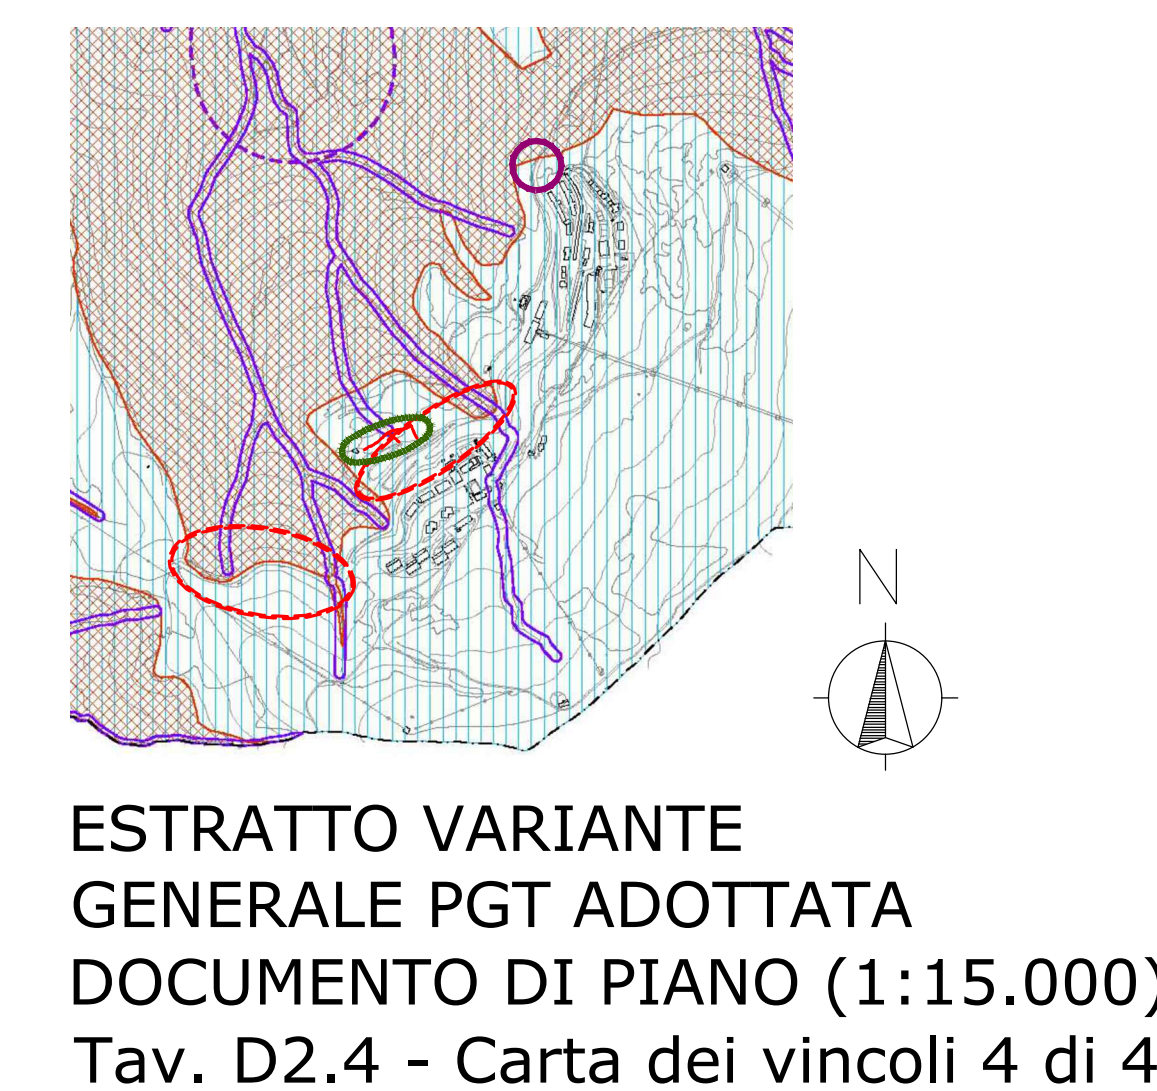 N
ESTRATTO VARIANTE
GENERALE PGT ADOTTATA
DOCUMENTO DI PIANO (1:15.000)
Tav. D2.4 - Carta dei vincoli 4 di 4